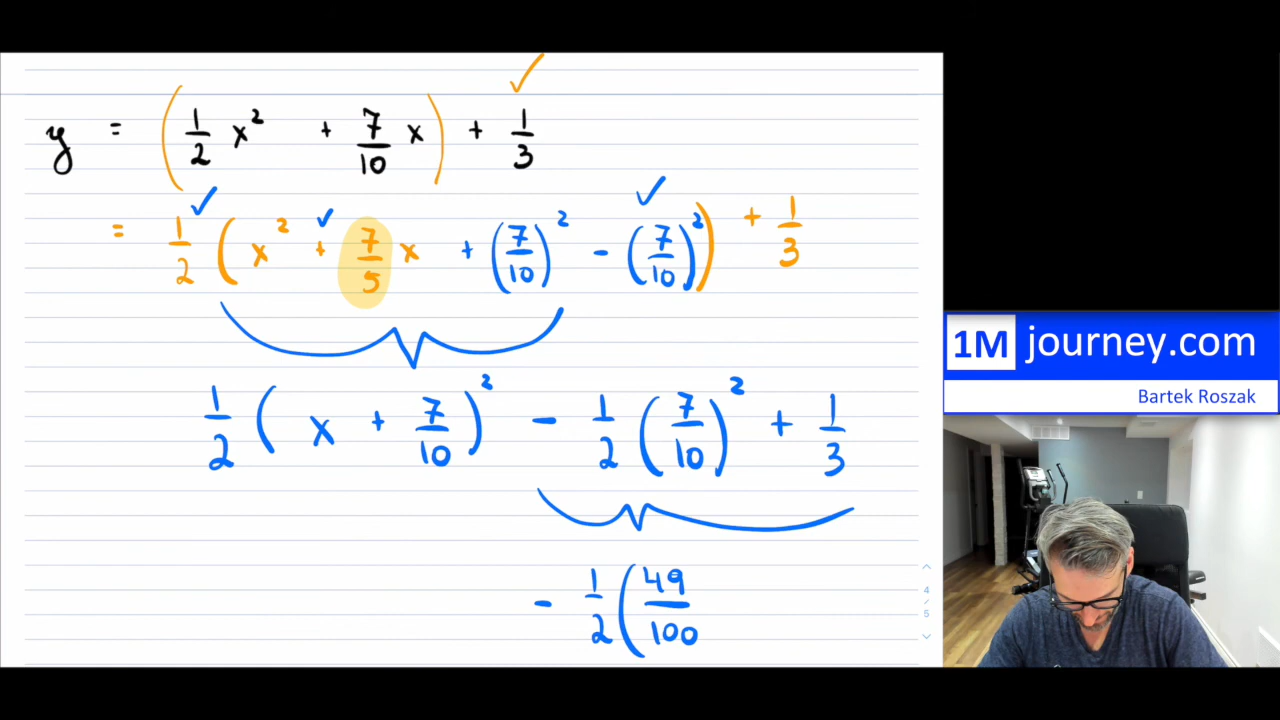 y = (1/2 x² + 7/10 x) + 1/3
= 1/2 (x² + 7/5 x + (7/10)² - (7/10)²) + 1/3
1/2 (x + 7/10)² - 1/2 (7/10)² + 1/3
- 1/2 (49/100
4
/
5
1M journey.com
Bartek Roszak